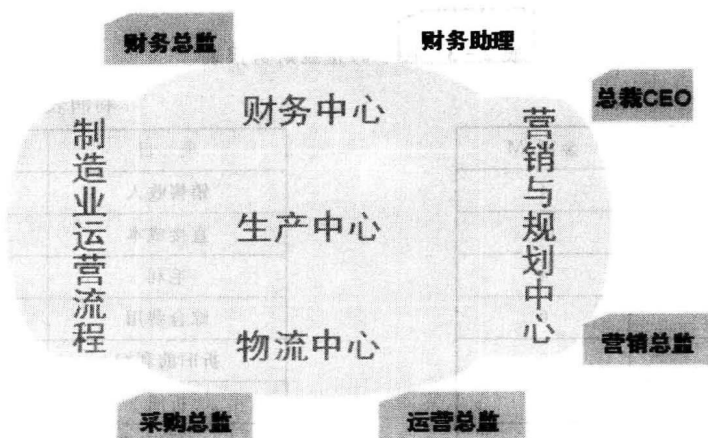 财务总监
财务助理
总裁CEO
财务中心
制造业运营流程
营销与规划中心
生产中心
物流中心
营销总监
采购总监
运营总监